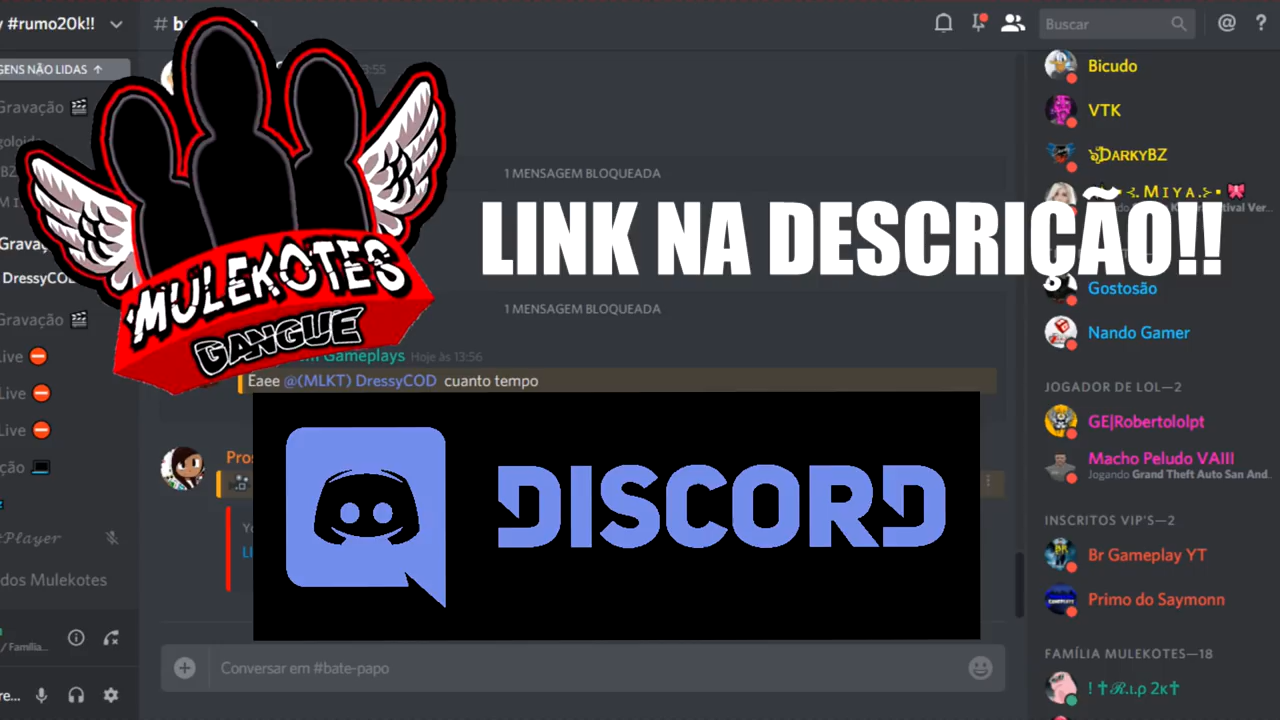 y #rumo20k!!
GENS NÃO LIDAS ↑
Gravação
Gravação
DressyCOD
Live
Live
Live
Player
dos Mulekotes
MULEKOTES
GANGUE
LINK NA DESCRIÇÃO!!
1 MENSAGEM BLOQUEADA
1 MENSAGEM BLOQUEADA
Gameplays Hoje às 13:56
Eaee @(MLKT) DressyCOD cuanto tempo
DISCORD
Conversar em #bate-papo
Buscar
Bicudo
VTK
DARKYBZ
MIYA
Gostosão
Nando Gamer
JOGADOR DE LOL—2
GE|Robertololpt
Macho Peludo VAIII
Jogando Grand Theft Auto San And...
INSCRITOS VIP'S—2
Br Gameplay YT
Primo do Saymonn
FAMÍLIA MULEKOTES—18
! ✝ℛ.ιρ 2к✝